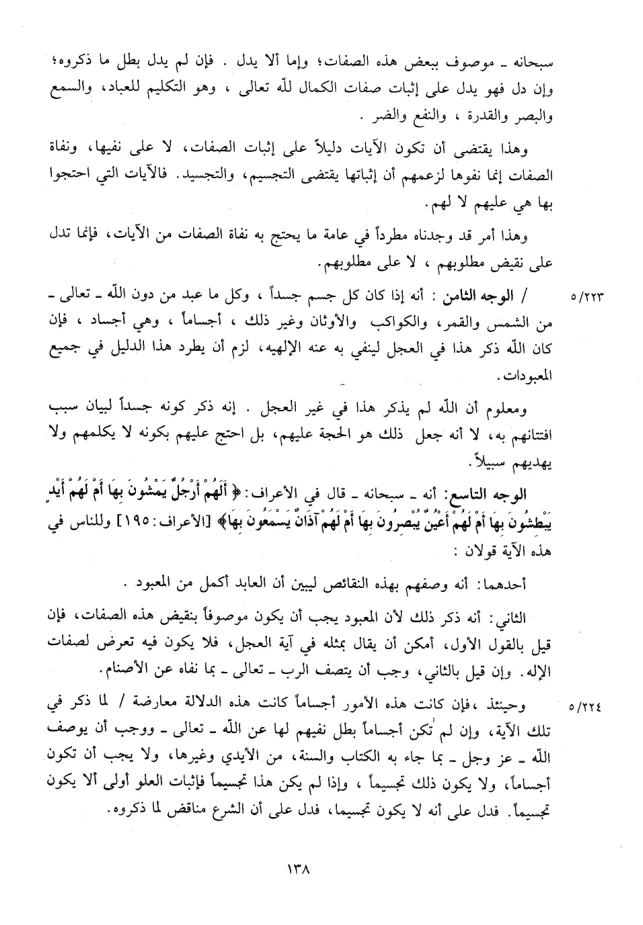 سبحانه ـ موصوف ببعض هذه الصفات؛ وإما ألا يدل . فإن لم يدل بطل ما ذكروه؛
وإن دل فهو يدل على إثبات صفات الكمال للّه تعالى ، وهو التكليم للعباد، والسمع
والبصر والقدرة ، والنفع والضر .
وهذا يقتضى أن تكون الآيات دليلاً على إثبات الصفات، لا على نفيها، ونفاة
الصفات إنما نفوها لزعمهم أن إثباتها يقتضى التجسيم، والتجسيد. فالآيات التي احتجوا
بها هي عليهم لا لهم.
وهذا أمر قد وجدناه مطرداً في عامة ما يحتج به نفاة الصفات من الآيات، فإنما تدل
على نقيض مطلوبهم ، لا على مطلوبهم.
٥/٢٢٣ / الوجه الثامن : أنه إذا كان كل جسم جسداً ، وكل ما عبد من دون اللّه ـ تعالى ـ
من الشمس والقمر، والكواكب والأوثان وغير ذلك ، أجساماً ، وهي أجساد ، فإن
كان اللّه ذكر هذا في العجل لينفي به عنه الإلهيه، لزم أن يطرد هذا الدليل في جميع
المعبودات.
ومعلوم أن اللّه لم يذكر هذا في غير العجل . إنه ذكر كونه جسداً لبيان سبب
افتتانهم به، لا أنه جعل ذلك هو الحجة عليهم، بل احتج عليهم بكونه لا يكلمهم ولا
يهديهم سبيلاً.
الوجه التاسع: أنه ـ سبحانه ـ قال في الأعراف: ﴿ أَلَهُمْ أَرْجُلٌ يَمْشُونَ بِهَا أَمْ لَهُمْ أَيْدٍ
يَبْطِشُونَ بِهَا أَمْ لَهُمْ أَعْيُنٌ يُبْصِرُونَ بِهَا أَمْ لَهُمْ آذَانٌ يَسْمَعُونَ بِهَا﴾ [الأعراف:١٩٥] وللناس في
هذه الآية قولان :
أحدهما: أنه وصفهم بهذه النقائص ليبين أن العابد أكمل من المعبود .
الثاني: أنه ذكر ذلك لأن المعبود يجب أن يكون موصوفاً بنقيض هذه الصفات، فإن
قيل بالقول الأول، أمكن أن يقال بمثله في آية العجل، فلا يكون فيه تعرض لصفات
الإله. وإن قيل بالثاني، وجب أن يتصف الرب ـ تعالى ـ بما نفاه عن الأصنام.
٥/٢٢٤ وحينئذ ،فإن كانت هذه الأمور أجساماً كانت هذه الدلالة معارضة / لما ذكر في
تلك الآية، وإن لم تكن أجساماً بطل نفيهم لها عن اللّه ـ تعالى ـ ووجب أن يوصف
اللّه ـ عز وجل ـ بما جاء به الكتاب والسنة، من الأيدي وغيرها، ولا يجب أن تكون
أجساماً، ولا يكون ذلك تجسيماً ، وإذا لم يكن هذا تجسيماً فإثبات العلو أولى ألا يكون
تجسيماً. فدل على أنه لا يكون تجسيما، فدل على أن الشرع مناقض لما ذكروه.
١٣٨